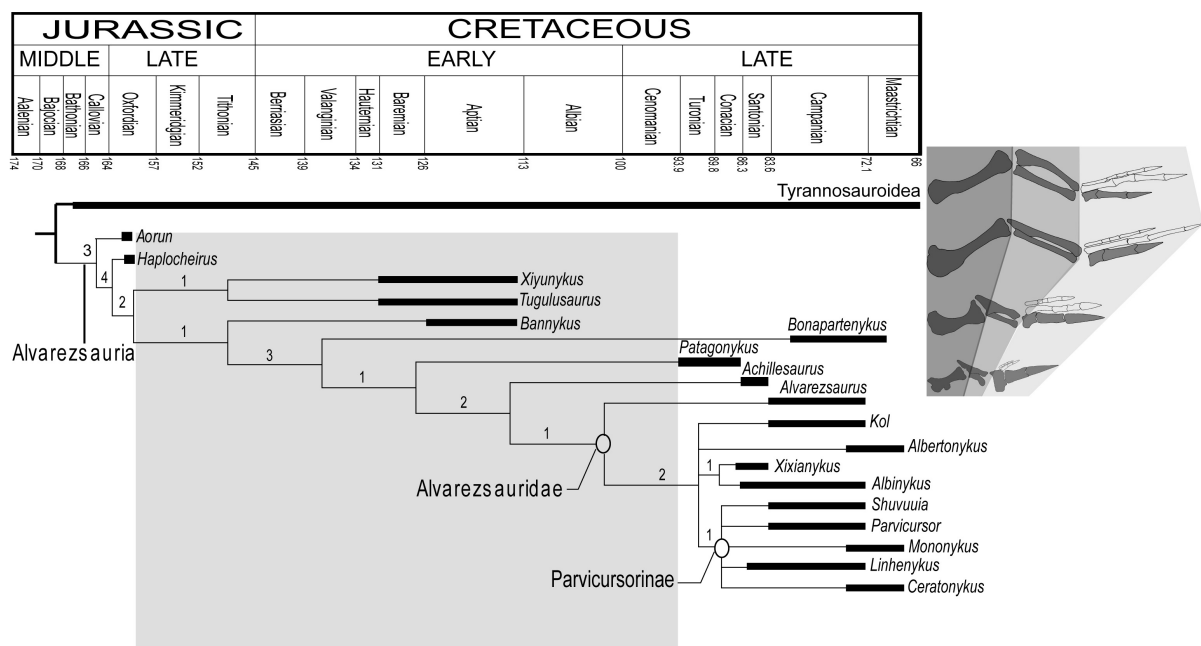 JURASSIC CRETACEOUS
MIDDLE LATE EARLY LATE
Aalenian Bajocian Bathonian Callovian Oxfordian Kimmeridgian Tithonian Berriasian Valanginian Hauterivian Baremian Aptian Albian Cenomanian Turonian Conacian Santonian Campanian Maastrichtian
174 170 168 166 164 157 152 145 139 134 131 126 113 100 93.9 89.8 86.3 83.6 72.1 66
Tyrannosauroidea
3 Aorun
4 Haplocheirus
1 Xiyunykus
2 Tugulusaurus
1 Bannykus
Bonapartenykus
Alvarezsauria
3 Patagonykus
1 Achillesaurus
2 Alvarezsaurus
Kol
1 Albertonykus
1 Xixianykus
2 Albinykus
Alvarezsauridae
Shuvuuia
Parvicursor
1 Mononykus
Linhenykus
Parvicursorinae
Ceratonykus